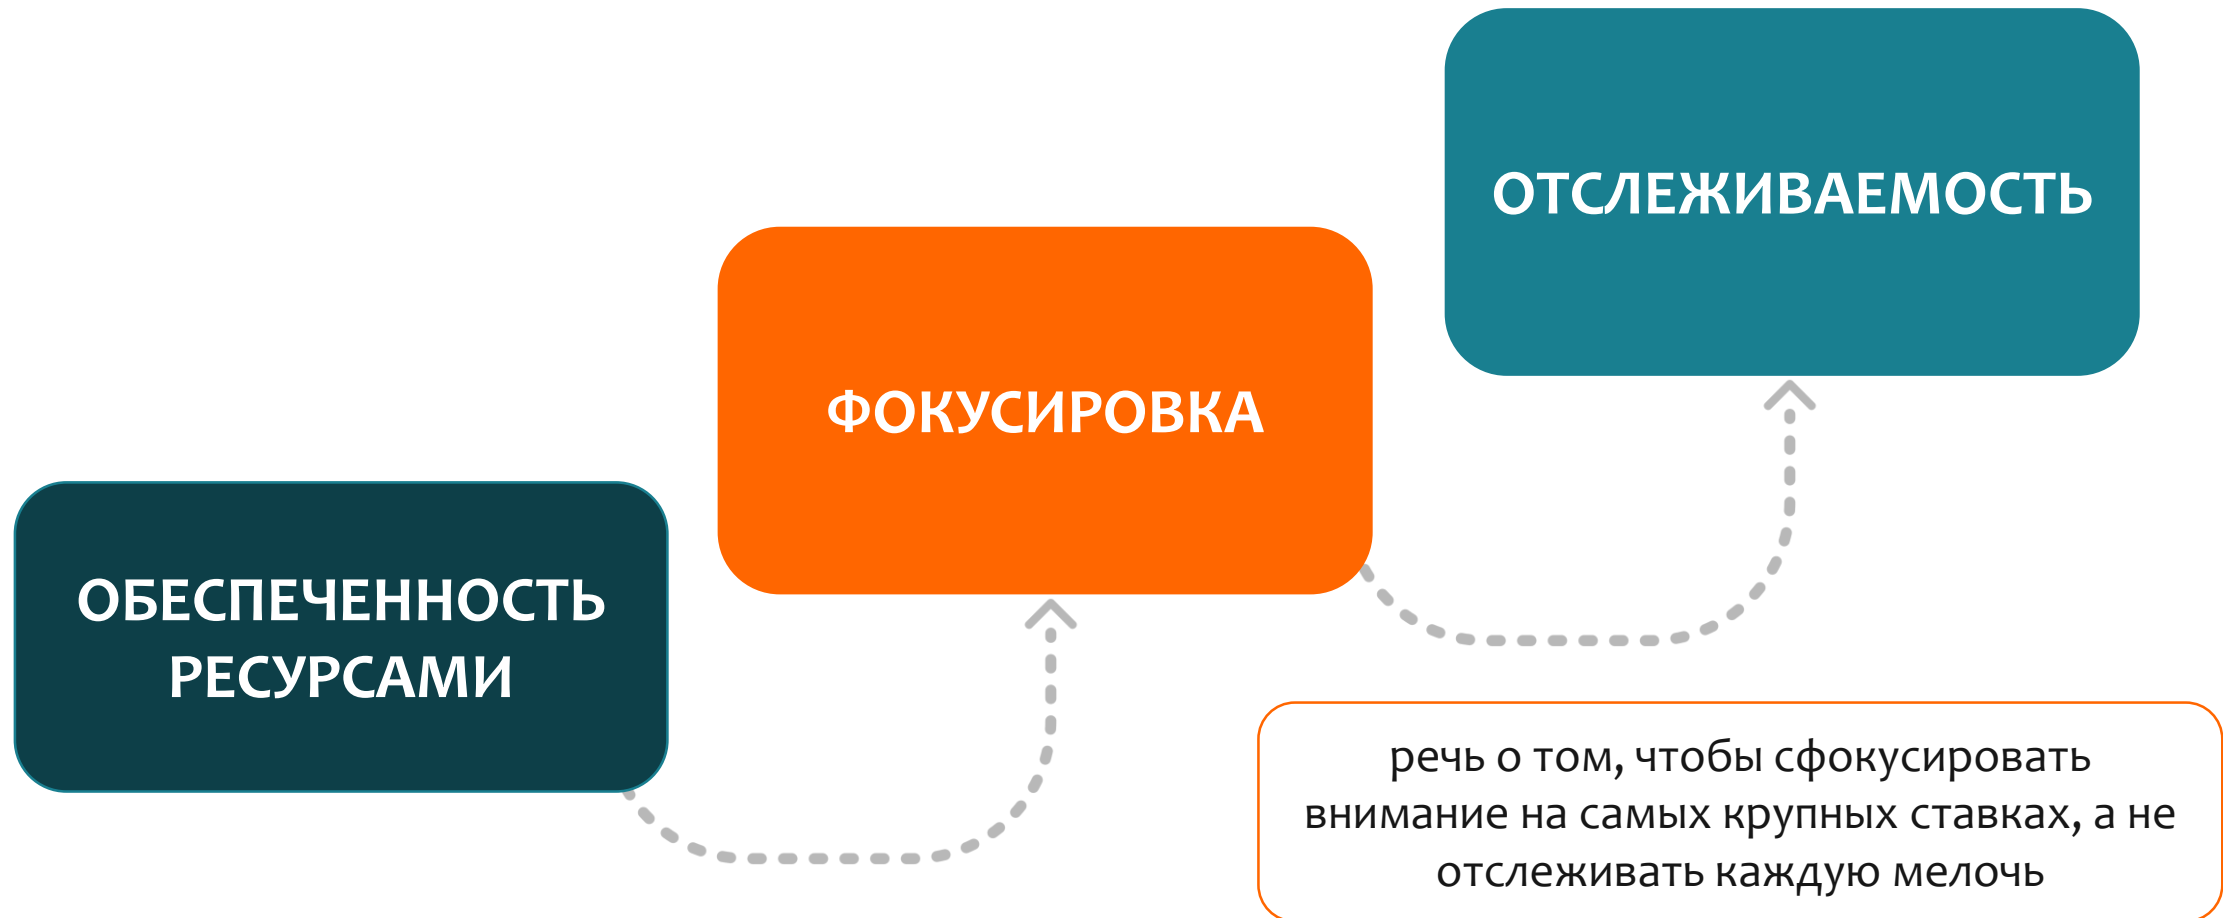 ОБЕСПЕЧЕННОСТЬ
РЕСУРСАМИ
ФОКУСИРОВКА
ОТСЛЕЖИВАЕМОСТЬ
речь о том, чтобы сфокусировать
внимание на самых крупных ставках, а не
отслеживать каждую мелочь